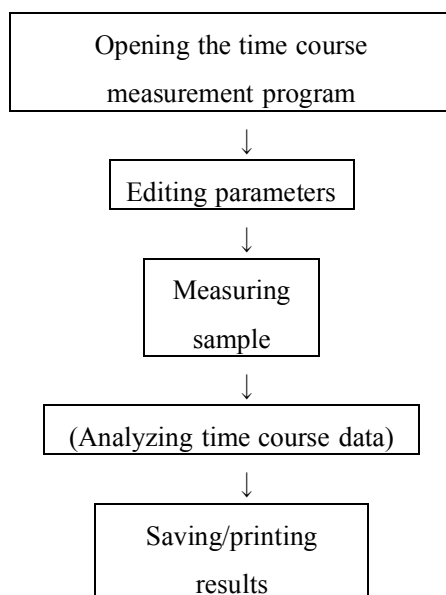 Opening the time course
measurement program
↓
Editing parameters
↓
Measuring
sample
↓
(Analyzing time course data)
↓
Saving/printing
results